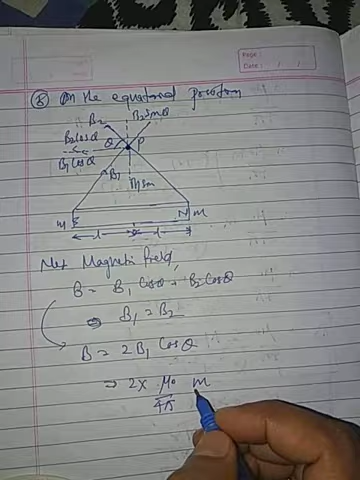 Page :
Date : / /
⑧ On the equatorial position
B₂ B₂ sinθ
B₂ cosθ θ P
B₁ cosθ
B₁
B₁ sinθ
M S N M
l l
Net Magnetic field,
B = B₁ cosθ + B₂ cosθ
B₁ = B₂
B = 2B₁ cosθ
⇒ 2 × μ₀/4π m